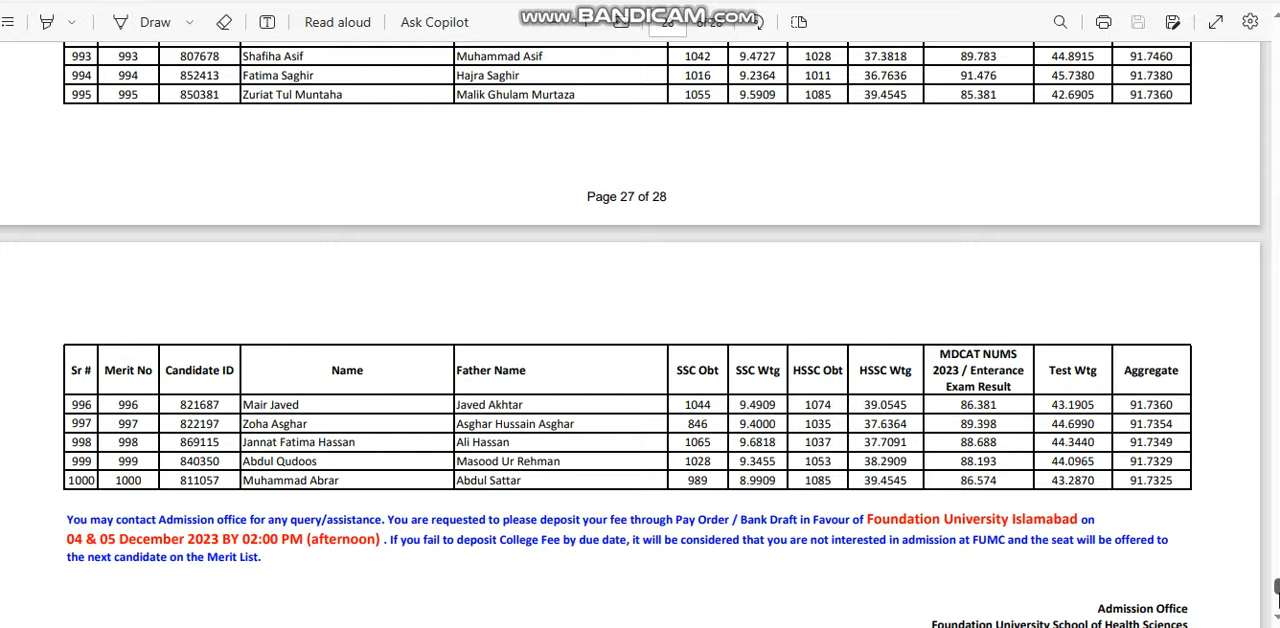 Draw Read aloud Ask Copilot www.BANDICAM.com
993 993 807678 Shafiha Asif Muhammad Asif 1042 9.4727 1028 37.3818 89.783 44.8915 91.7460
994 994 852413 Fatima Saghir Hajra Saghir 1016 9.2364 1011 36.7636 91.476 45.7380 91.7380
995 995 850381 Zuriat Tul Muntaha Malik Ghulam Murtaza 1055 9.5909 1085 39.4545 85.381 42.6905 91.7360
Page 27 of 28
Sr # Merit No Candidate ID Name Father Name SSC Obt SSC Wtg HSSC Obt HSSC Wtg MDCAT NUMS 2023 / Enterance Exam Result Test Wtg Aggregate
996 996 821687 Mair Javed Javed Akhtar 1044 9.4909 1074 39.0545 86.381 43.1905 91.7360
997 997 822197 Zoha Asghar Asghar Hussain Asghar 846 9.4000 1035 37.6364 89.398 44.6990 91.7354
998 998 869115 Jannat Fatima Hassan Ali Hassan 1065 9.6818 1037 37.7091 88.688 44.3440 91.7349
999 999 840350 Abdul Qudoos Masood Ur Rehman 1028 9.3455 1053 38.2909 88.193 44.0965 91.7329
1000 1000 811057 Muhammad Abrar Abdul Sattar 989 8.9909 1085 39.4545 86.574 43.2870 91.7325
You may contact Admission office for any query/assistance. You are requested to please deposit your fee through Pay Order / Bank Draft in Favour of Foundation University Islamabad on
04 & 05 December 2023 BY 02:00 PM (afternoon) . If you fail to deposit College Fee by due date, it will be considered that you are not interested in admission at FUMC and the seat will be offered to
the next candidate on the Merit List.
Admission Office
Foundation University School of Health Sciences